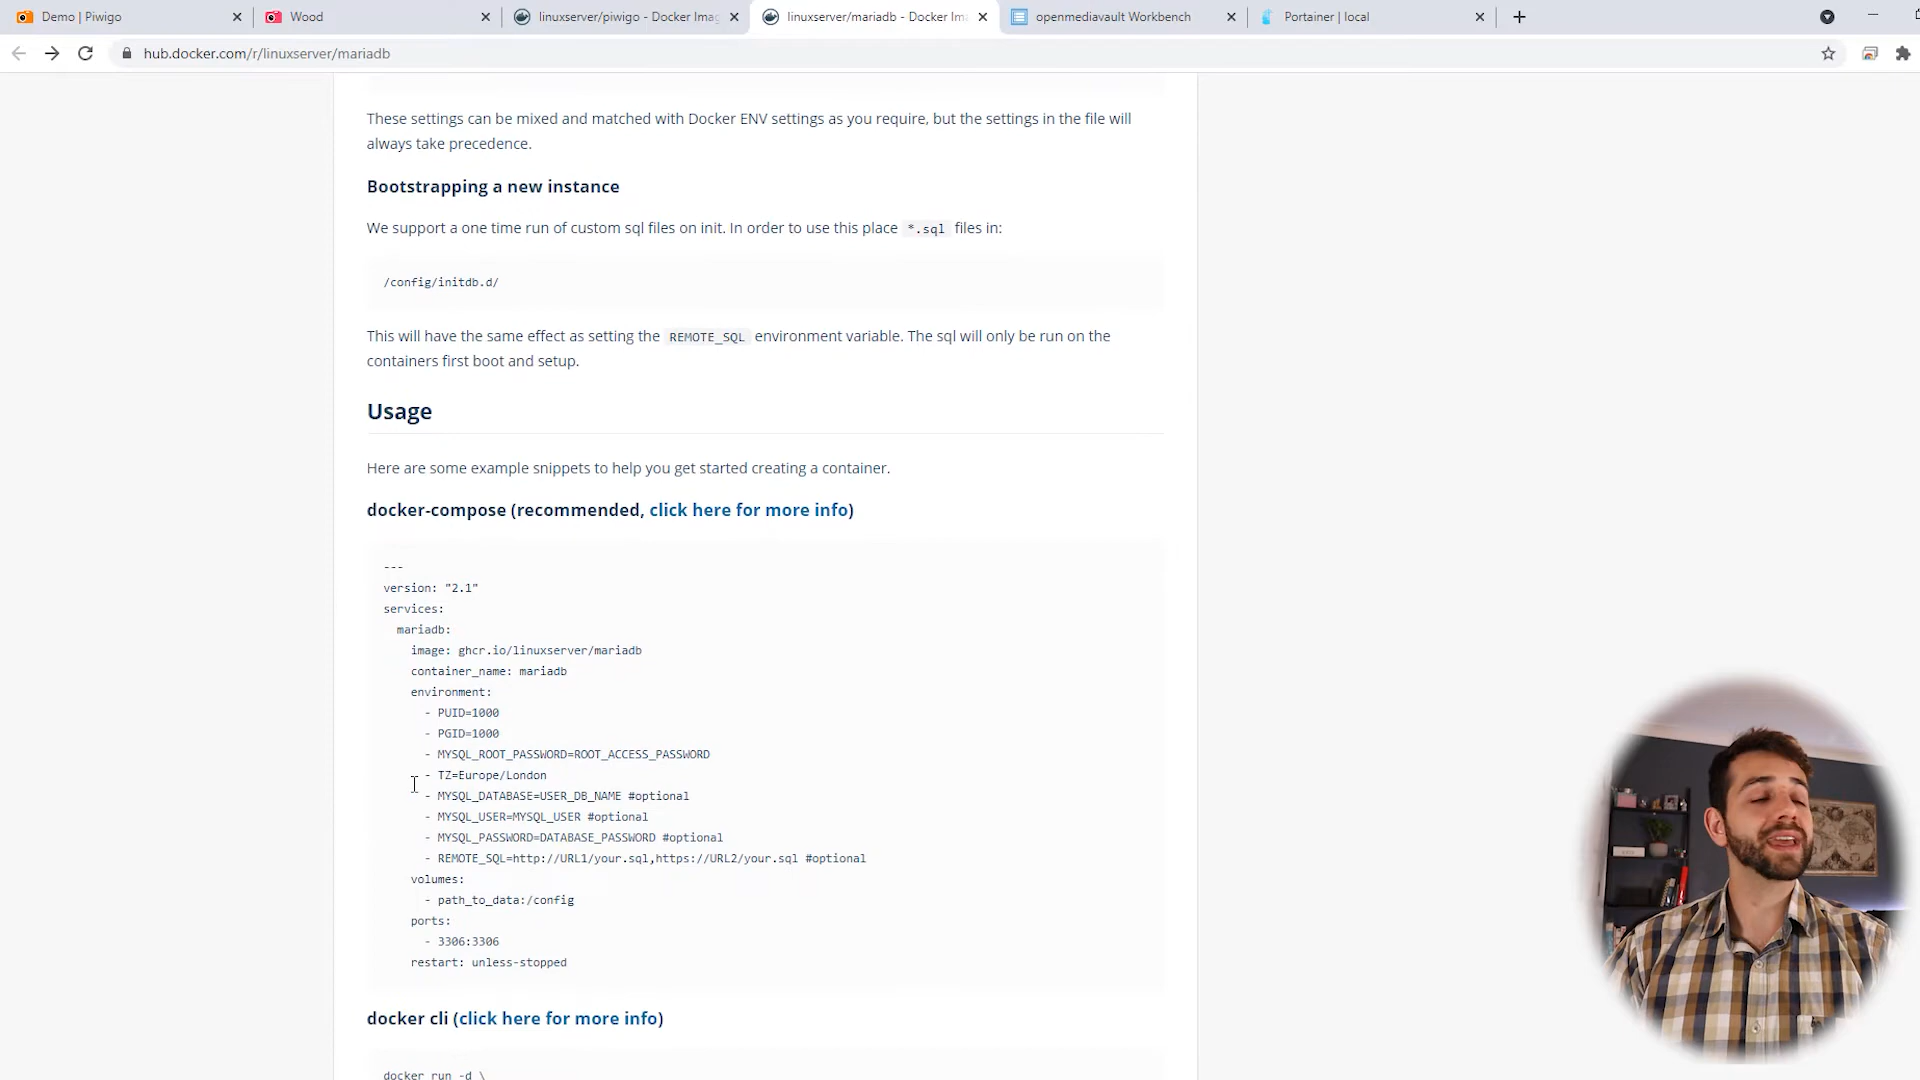 Demo | Piwigo
Wood
linuxserver/piwigo - Docker Imag
linuxserver/mariadb - Docker Im
openmediavault Workbench
Portainer | local
hub.docker.com/r/linuxserver/mariadb
These settings can be mixed and matched with Docker ENV settings as you require, but the settings in the file will
always take precedence.
Bootstrapping a new instance
We support a one time run of custom sql files on init. In order to use this place *.sql files in:
/config/initdb.d/
This will have the same effect as setting the REMOTE_SQL environment variable. The sql will only be run on the
containers first boot and setup.
Usage
Here are some example snippets to help you get started creating a container.
docker-compose (recommended, click here for more info)
---
version: "2.1"
services:
  mariadb:
    image: ghcr.io/linuxserver/mariadb
    container_name: mariadb
    environment:
      - PUID=1000
      - PGID=1000
      - MYSQL_ROOT_PASSWORD=ROOT_ACCESS_PASSWORD
      - TZ=Europe/London
      - MYSQL_DATABASE=USER_DB_NAME #optional
      - MYSQL_USER=MYSQL_USER #optional
      - MYSQL_PASSWORD=DATABASE_PASSWORD #optional
      - REMOTE_SQL=http://URL1/your.sql,https://URL2/your.sql #optional
    volumes:
      - path_to_data:/config
    ports:
      - 3306:3306
    restart: unless-stopped
docker cli (click here for more info)
docker run -d \